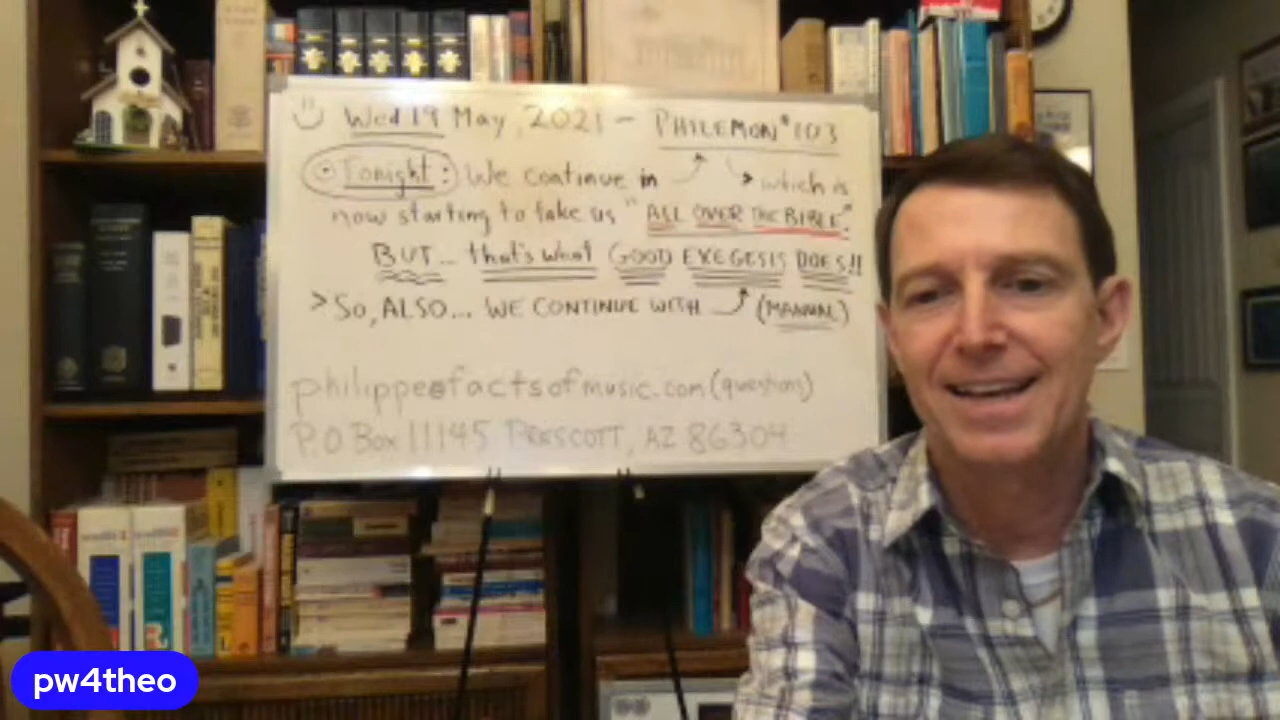 Wed 19 May, 2021 - PHILEMON #103
Tonight: We continue in
> which is
now starting to take us "ALL OVER THE BIBLE".
BUT... that's what GOOD EXEGESIS DOES!!
> So, ALSO... WE CONTINUE WITH (MANUAL)
philippe@factsofmusic.com (questions)
P.O Box 11145 PRESCOTT, AZ 86304
pw4theo